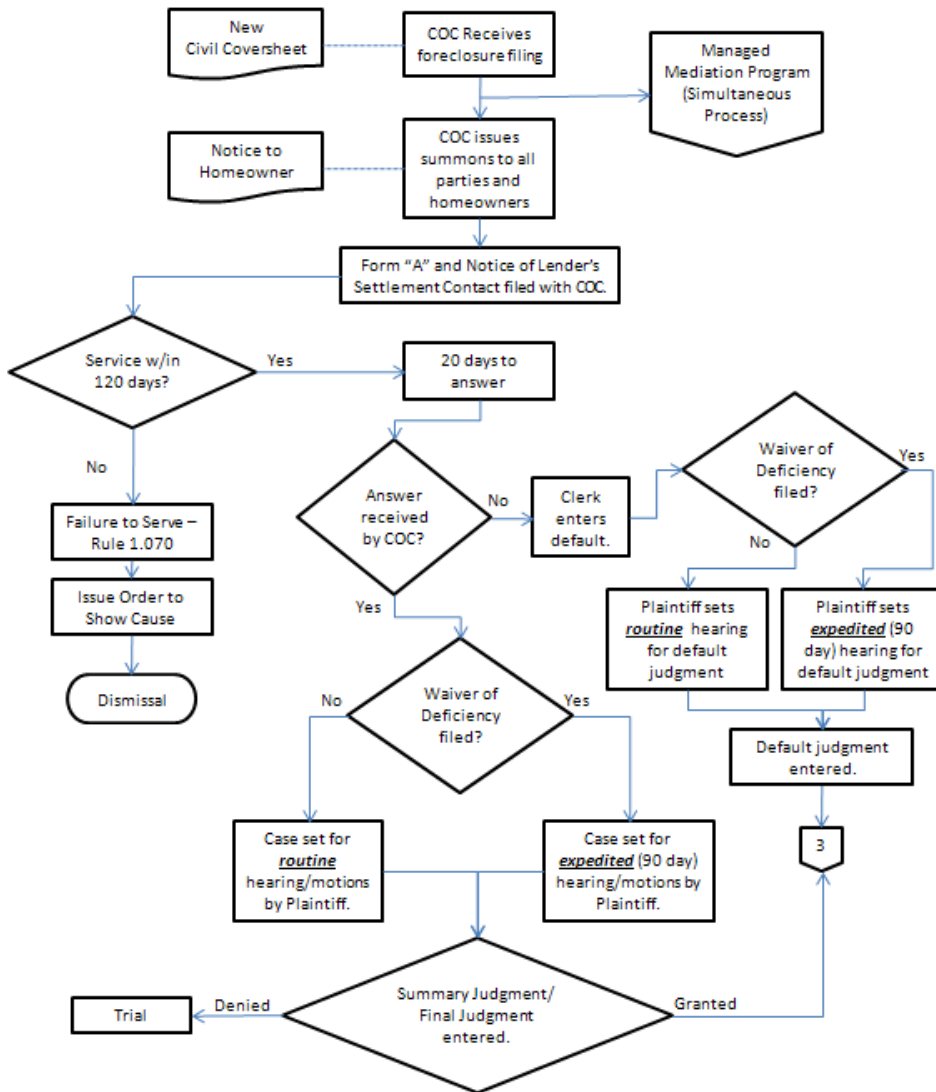 New
Civil Coversheet
COC Receives
foreclosure filing
Managed
Mediation Program
(Simultaneous
Process)
Notice to
Homeowner
COC issues
summons to all
parties and
homeowners
Form “A” and Notice of Lender’s
Settlement Contact filed with COC.
Service w/in
120 days?
Yes
20 days to
answer
No
Failure to Serve –
Rule 1.070
Issue Order to
Show Cause
Dismissal
Answer
received
by COC?
No
Clerk
enters
default.
Waiver of
Deficiency
filed?
Yes
No
Plaintiff sets
routine hearing
for default
judgment
Plaintiff sets
expedited (90
day) hearing for
default judgment
Default judgment
entered.
3
Yes
Waiver of
Deficiency
filed?
No
Yes
Case set for
routine
hearing/motions
by Plaintiff.
Case set for
expedited (90 day)
hearing/motions by
Plaintiff.
Summary Judgment/
Final Judgment
entered.
Denied
Trial
Granted